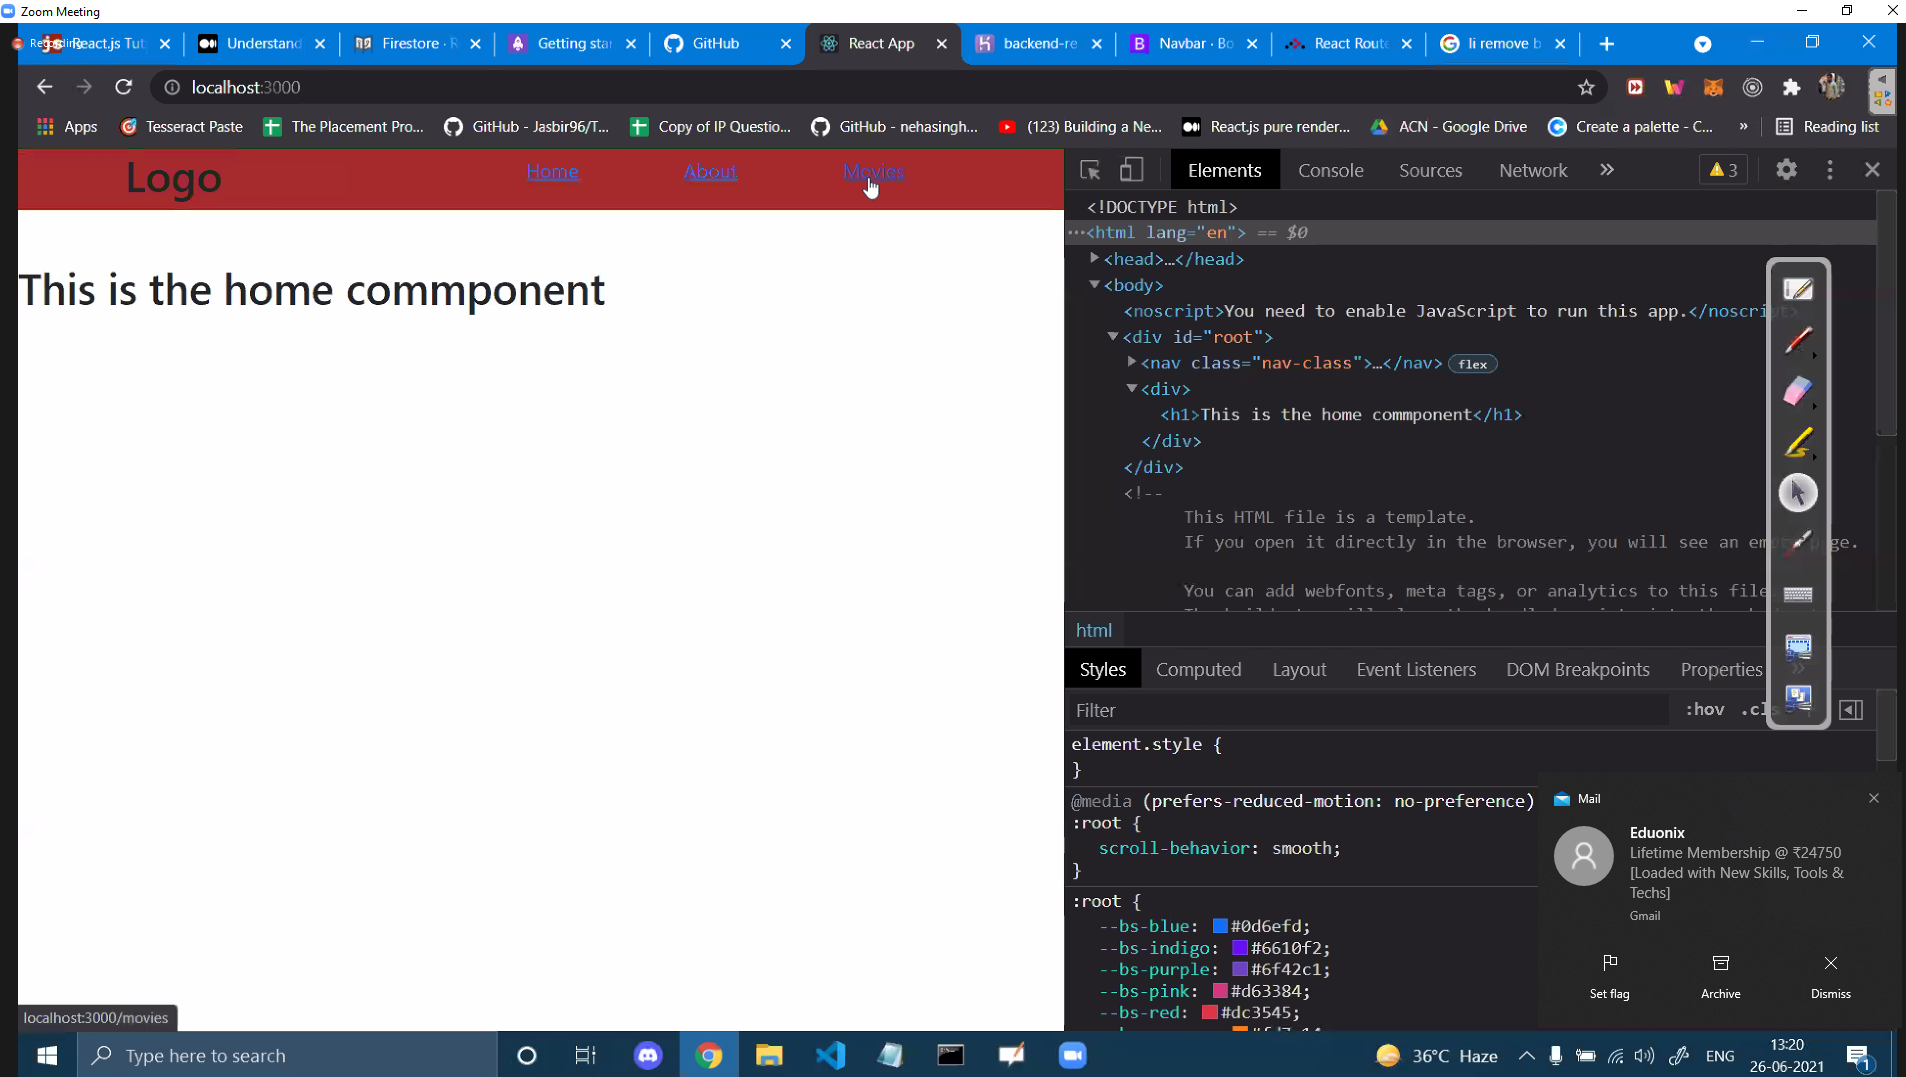 Zoom Meeting
Recording
React.js Tut
Understand
Firestore · R
Getting star
GitHub
React App
backend-re
Navbar · Bo
React Route
li remove b
localhost:3000
Apps
Tesseract Paste
The Placement Pro...
GitHub - Jasbir96/T...
Copy of IP Questio...
GitHub - nehasingh...
(123) Building a Ne...
React.js pure render...
ACN - Google Drive
Create a palette - C...
»
Reading list
Logo
Home
About
Movies
This is the home commponent
Elements
Console
Sources
Network
»
3
<!DOCTYPE html>
···<html lang="en"> == $0
<head>…</head>
<body>
<noscript>You need to enable JavaScript to run this app.</noscript>
<div id="root">
<nav class="nav-class">…</nav> flex
<div>
<h1>This is the home commponent</h1>
</div>
</div>
<!--
This HTML file is a template.
If you open it directly in the browser, you will see an empty page.
You can add webfonts, meta tags, or analytics to this file
html
Styles
Computed
Layout
Event Listeners
DOM Breakpoints
Properties
»
Filter
:hov
.cls
element.style {
}
@media (prefers-reduced-motion: no-preference)
:root {
scroll-behavior: smooth;
}
:root {
--bs-blue: #0d6efd;
--bs-indigo: #6610f2;
--bs-purple: #6f42c1;
--bs-pink: #d63384;
--bs-red: #dc3545;
Mail
Eduonix
Lifetime Membership @ ₹24750
[Loaded with New Skills, Tools &
Techs]
Gmail
Set flag
Archive
Dismiss
localhost:3000/movies
Type here to search
36°C Haze
ENG
13:20
26-06-2021
1